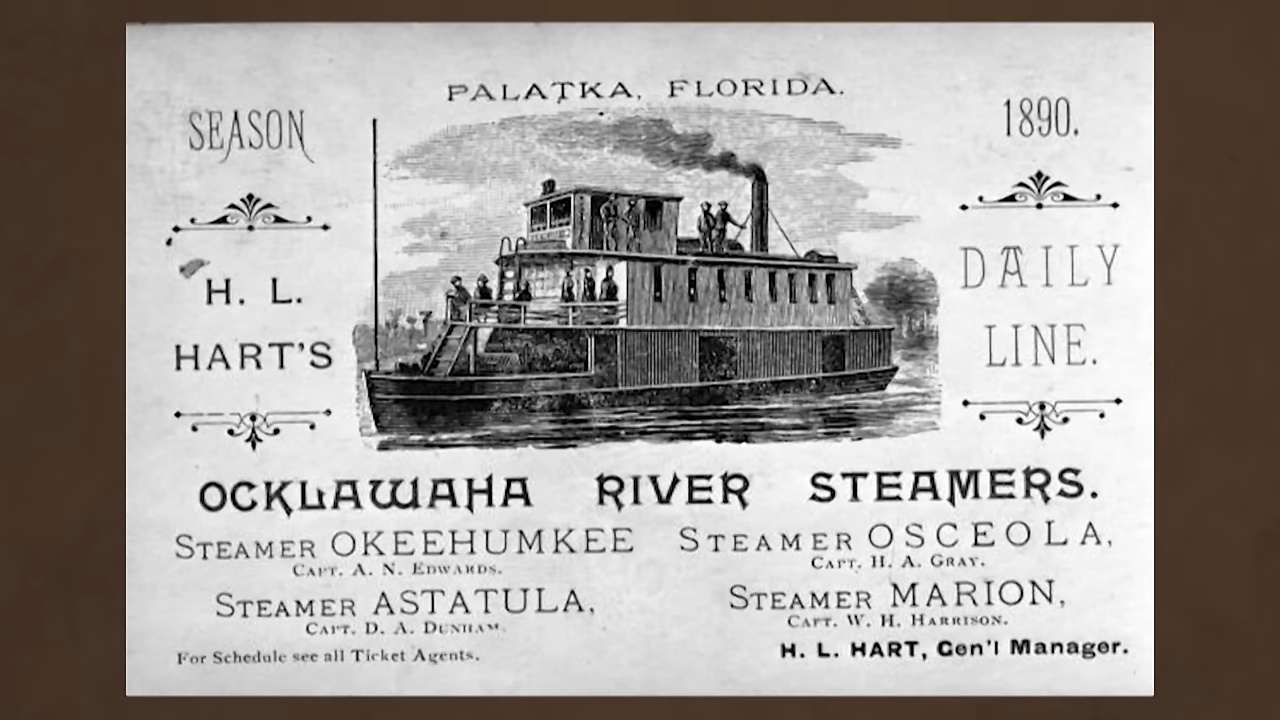 PALATKA, FLORIDA.
SEASON
1890.
H. L.
HART'S
DAILY
LINE.
OCKLAWAHA RIVER STEAMERS.
STEAMER OKEEHUMKEE
CAPT. A. N. EDWARDS.
STEAMER OSCEOLA,
CAPT. H. A. GRAY.
STEAMER ASTATULA,
CAPT. D. A. DUNHAM.
STEAMER MARION,
CAPT. W. H. HARRISON.
For Schedule see all Ticket Agents.
H. L. HART, Gen'l Manager.